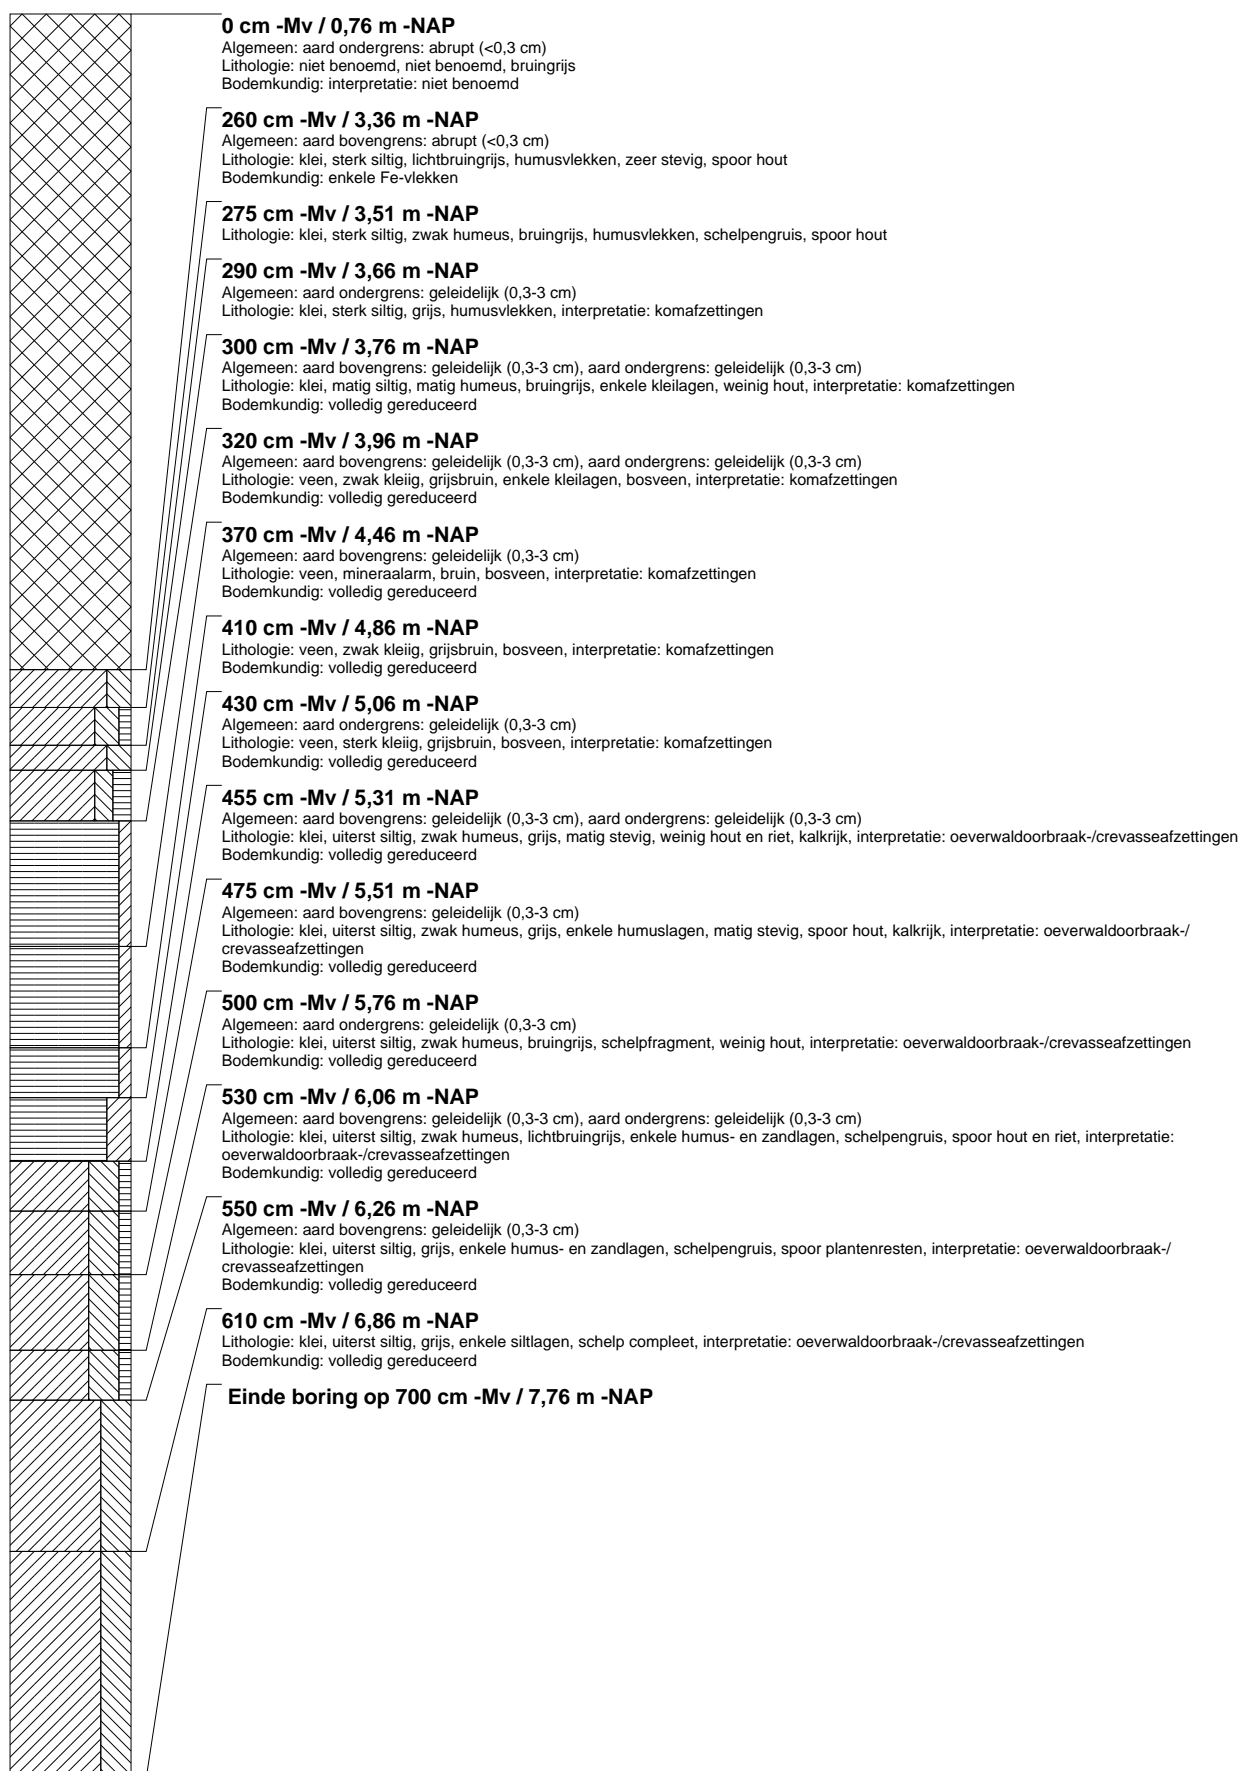 0 cm -Mv / 0,76 m -NAP
Algemeen: aard ondergrens: abrupt (<0,3 cm)
Lithologie: niet benoemd, niet benoemd, bruingrijs
Bodemkundig: interpretatie: niet benoemd
260 cm -Mv / 3,36 m -NAP
Algemeen: aard bovengrens: abrupt (<0,3 cm)
Lithologie: klei, sterk siltig, lichtbruingrijs, humusvlekken, zeer stevig, spoor hout
Bodemkundig: enkele Fe-vlekken
275 cm -Mv / 3,51 m -NAP
Lithologie: klei, sterk siltig, zwak humeus, bruingrijs, humusvlekken, schelpengruis, spoor hout
290 cm -Mv / 3,66 m -NAP
Algemeen: aard ondergrens: geleidelijk (0,3-3 cm)
Lithologie: klei, sterk siltig, grijs, humusvlekken, interpretatie: komafzettingen
300 cm -Mv / 3,76 m -NAP
Algemeen: aard bovengrens: geleidelijk (0,3-3 cm), aard ondergrens: geleidelijk (0,3-3 cm)
Lithologie: klei, matig siltig, matig humeus, bruingrijs, enkele kleilagen, weinig hout, interpretatie: komafzettingen
Bodemkundig: volledig gereduceerd
320 cm -Mv / 3,96 m -NAP
Algemeen: aard bovengrens: geleidelijk (0,3-3 cm), aard ondergrens: geleidelijk (0,3-3 cm)
Lithologie: veen, zwak kleiig, grijsbruin, enkele kleilagen, bosveen, interpretatie: komafzettingen
Bodemkundig: volledig gereduceerd
370 cm -Mv / 4,46 m -NAP
Algemeen: aard bovengrens: geleidelijk (0,3-3 cm)
Lithologie: veen, mineraalarm, bruin, bosveen, interpretatie: komafzettingen
Bodemkundig: volledig gereduceerd
410 cm -Mv / 4,86 m -NAP
Lithologie: veen, zwak kleiig, grijsbruin, bosveen, interpretatie: komafzettingen
Bodemkundig: volledig gereduceerd
430 cm -Mv / 5,06 m -NAP
Algemeen: aard ondergrens: geleidelijk (0,3-3 cm)
Lithologie: veen, sterk kleiig, grijsbruin, bosveen, interpretatie: komafzettingen
Bodemkundig: volledig gereduceerd
455 cm -Mv / 5,31 m -NAP
Algemeen: aard bovengrens: geleidelijk (0,3-3 cm), aard ondergrens: geleidelijk (0,3-3 cm)
Lithologie: klei, uiterst siltig, zwak humeus, grijs, matig stevig, weinig hout en riet, kalkrijk, interpretatie: oeverwaldoorbraak-/crevasseafzettingen
Bodemkundig: volledig gereduceerd
475 cm -Mv / 5,51 m -NAP
Algemeen: aard bovengrens: geleidelijk (0,3-3 cm)
Lithologie: klei, uiterst siltig, zwak humeus, grijs, enkele humuslagen, matig stevig, spoor hout, kalkrijk, interpretatie: oeverwaldoorbraak-/
crevasseafzettingen
Bodemkundig: volledig gereduceerd
500 cm -Mv / 5,76 m -NAP
Algemeen: aard ondergrens: geleidelijk (0,3-3 cm)
Lithologie: klei, uiterst siltig, zwak humeus, bruingrijs, schelpfragment, weinig hout, interpretatie: oeverwaldoorbraak-/crevasseafzettingen
Bodemkundig: volledig gereduceerd
530 cm -Mv / 6,06 m -NAP
Algemeen: aard bovengrens: geleidelijk (0,3-3 cm), aard ondergrens: geleidelijk (0,3-3 cm)
Lithologie: klei, uiterst siltig, zwak humeus, lichtbruingrijs, enkele humus- en zandlagen, schelpengruis, spoor hout en riet, interpretatie:
oeverwaldoorbraak-/crevasseafzettingen
Bodemkundig: volledig gereduceerd
550 cm -Mv / 6,26 m -NAP
Algemeen: aard bovengrens: geleidelijk (0,3-3 cm)
Lithologie: klei, uiterst siltig, grijs, enkele humus- en zandlagen, schelpengruis, spoor plantenresten, interpretatie: oeverwaldoorbraak-/
crevasseafzettingen
Bodemkundig: volledig gereduceerd
610 cm -Mv / 6,86 m -NAP
Lithologie: klei, uiterst siltig, grijs, enkele siltlagen, schelp compleet, interpretatie: oeverwaldoorbraak-/crevasseafzettingen
Bodemkundig: volledig gereduceerd
Einde boring op 700 cm -Mv / 7,76 m -NAP